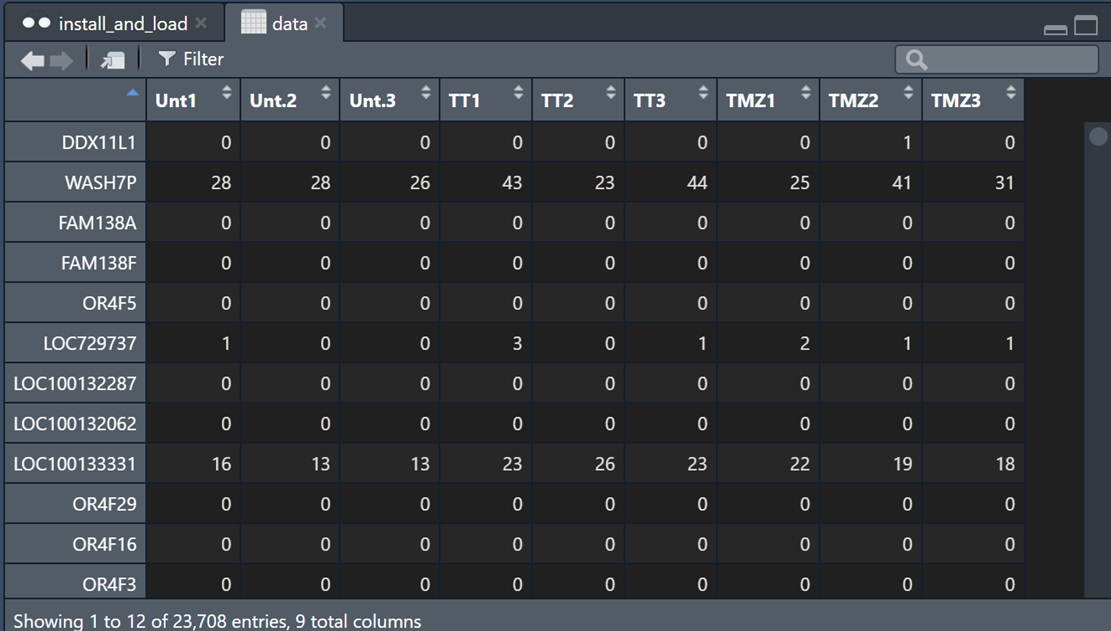 install_and_load data
Filter
Unt1 Unt.2 Unt.3 TT1 TT2 TT3 TMZ1 TMZ2 TMZ3
DDX11L1 0 0 0 0 0 0 0 1 0
WASH7P 28 28 26 43 23 44 25 41 31
FAM138A 0 0 0 0 0 0 0 0 0
FAM138F 0 0 0 0 0 0 0 0 0
OR4F5 0 0 0 0 0 0 0 0 0
LOC729737 1 0 0 3 0 1 2 1 1
LOC100132287 0 0 0 0 0 0 0 0 0
LOC100132062 0 0 0 0 0 0 0 0 0
LOC100133331 16 13 13 23 26 23 22 19 18
OR4F29 0 0 0 0 0 0 0 0 0
OR4F16 0 0 0 0 0 0 0 0 0
OR4F3 0 0 0 0 0 0 0 0 0
Showing 1 to 12 of 23,708 entries, 9 total columns